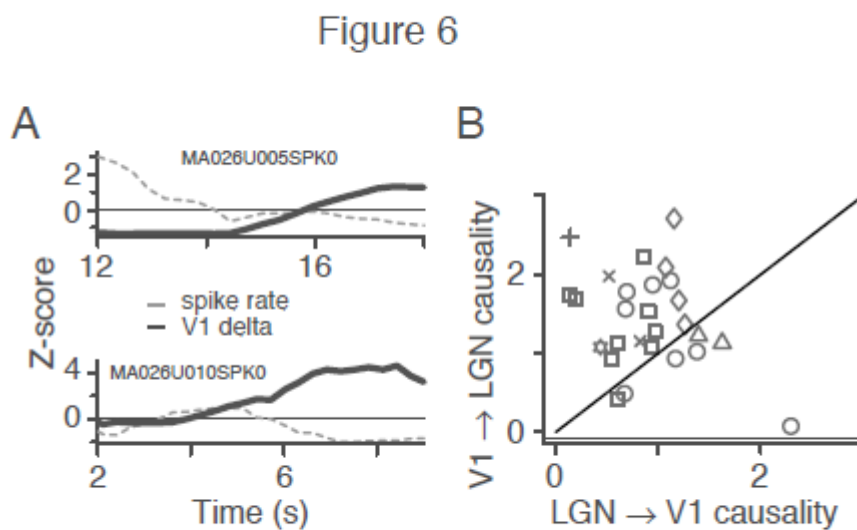 Figure 6
A
MA026U005SPK0
2
0
12 16
spike rate
V1 delta
Z-score
MA026U010SPK0
4
0
2 6
Time (s)
B
V1 → LGN causality
2
0
0 2
LGN → V1 causality